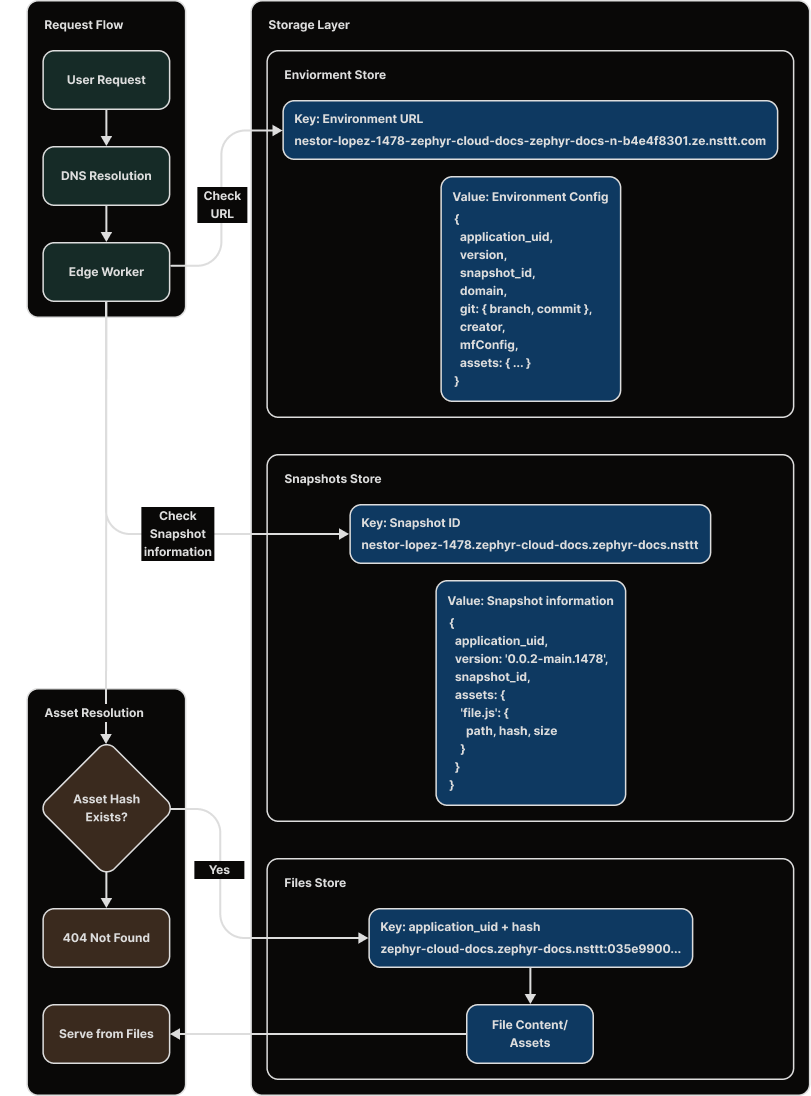 Request Flow
User Request
DNS Resolution
Edge Worker
Check
URL
Storage Layer
Enviorment Store
Key: Environment URL
nestor-lopez-1478-zephyr-cloud-docs-zephyr-docs-n-b4e4f8301.ze.nsttt.com
Value: Environment Config
{
application_uid,
version,
snapshot_id,
domain,
git: { branch, commit },
creator,
mfConfig,
assets: { ... }
}
Check
Snapshot
information
Snapshots Store
Key: Snapshot ID
nestor-lopez-1478.zephyr-cloud-docs.zephyr-docs.nsttt
Value: Snapshot information
{
application_uid,
version: '0.0.2-main.1478',
snapshot_id,
assets: {
'file.js': {
path, hash, size
}
}
}
Asset Resolution
Asset Hash
Exists?
Yes
404 Not Found
Serve from Files
Files Store
Key: application_uid + hash
zephyr-cloud-docs.zephyr-docs.nsttt:035e9900...
File Content/
Assets